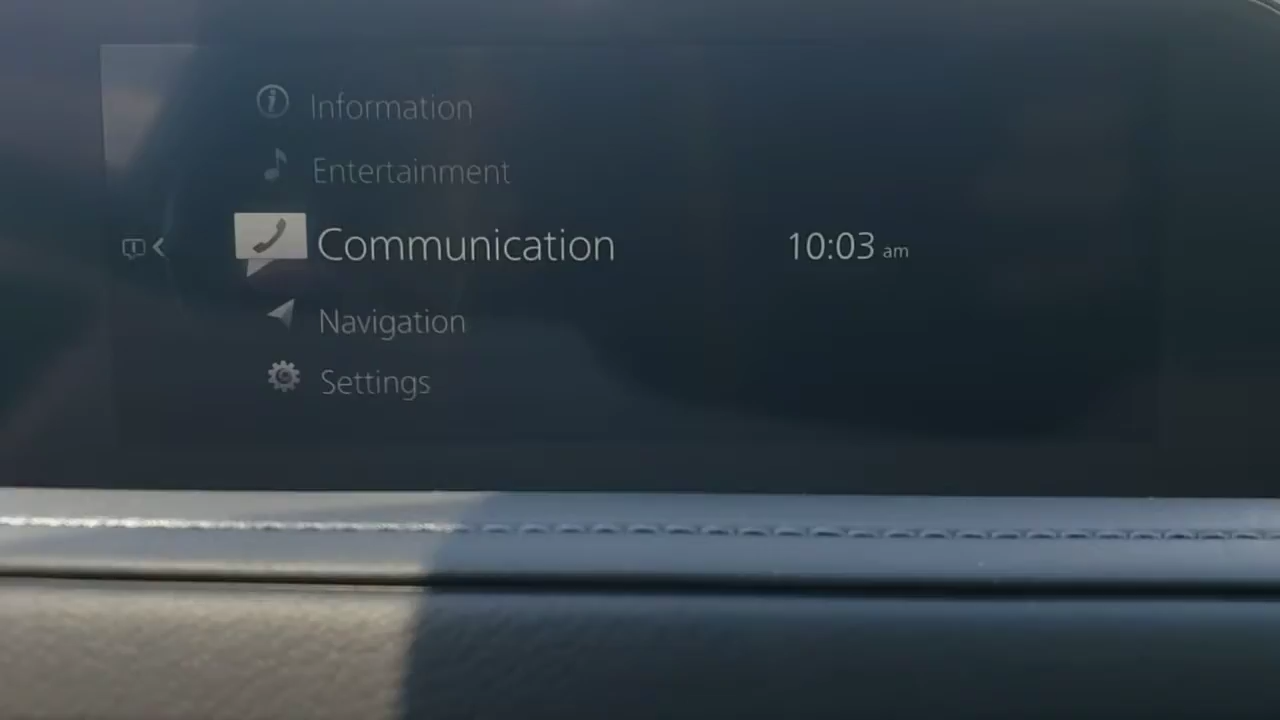 Information
Entertainment
Communication 10:03 am
Navigation
Settings